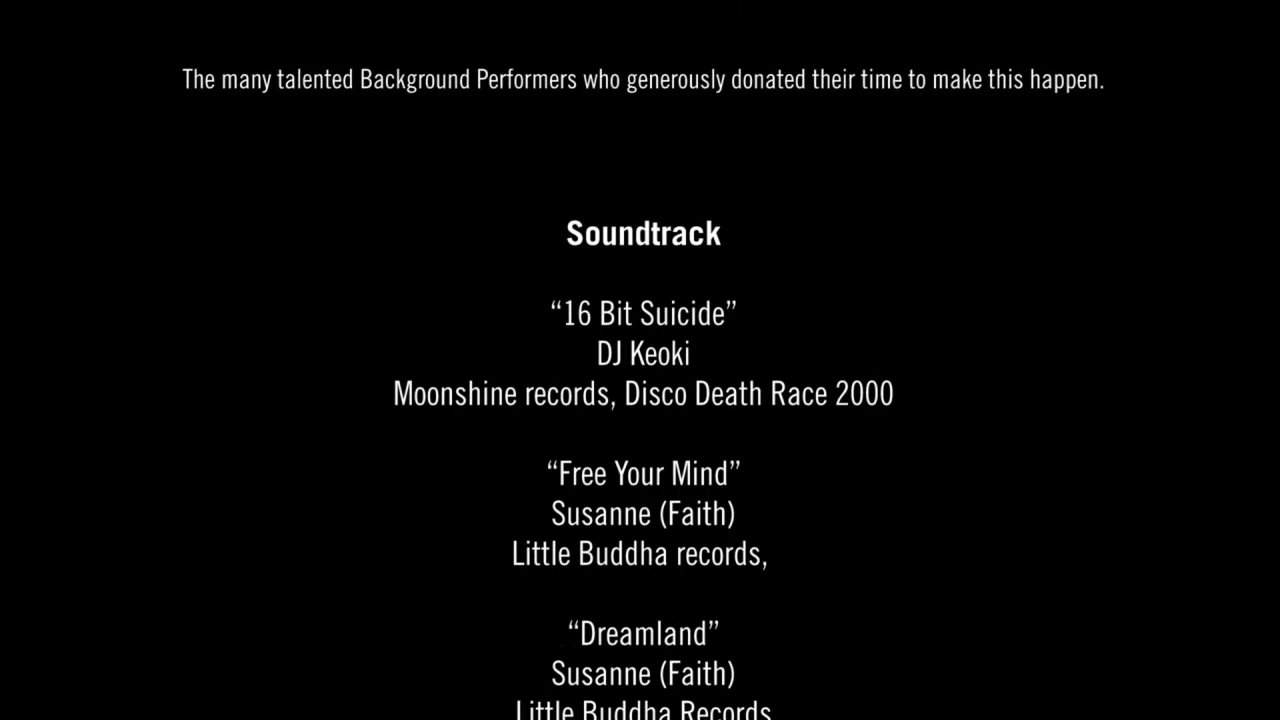 The many talented Background Performers who generously donated their time to make this happen.
Soundtrack
“16 Bit Suicide”
DJ Keoki
Moonshine records, Disco Death Race 2000
“Free Your Mind”
Susanne (Faith)
Little Buddha records,
“Dreamland”
Susanne (Faith)
Little Buddha Records